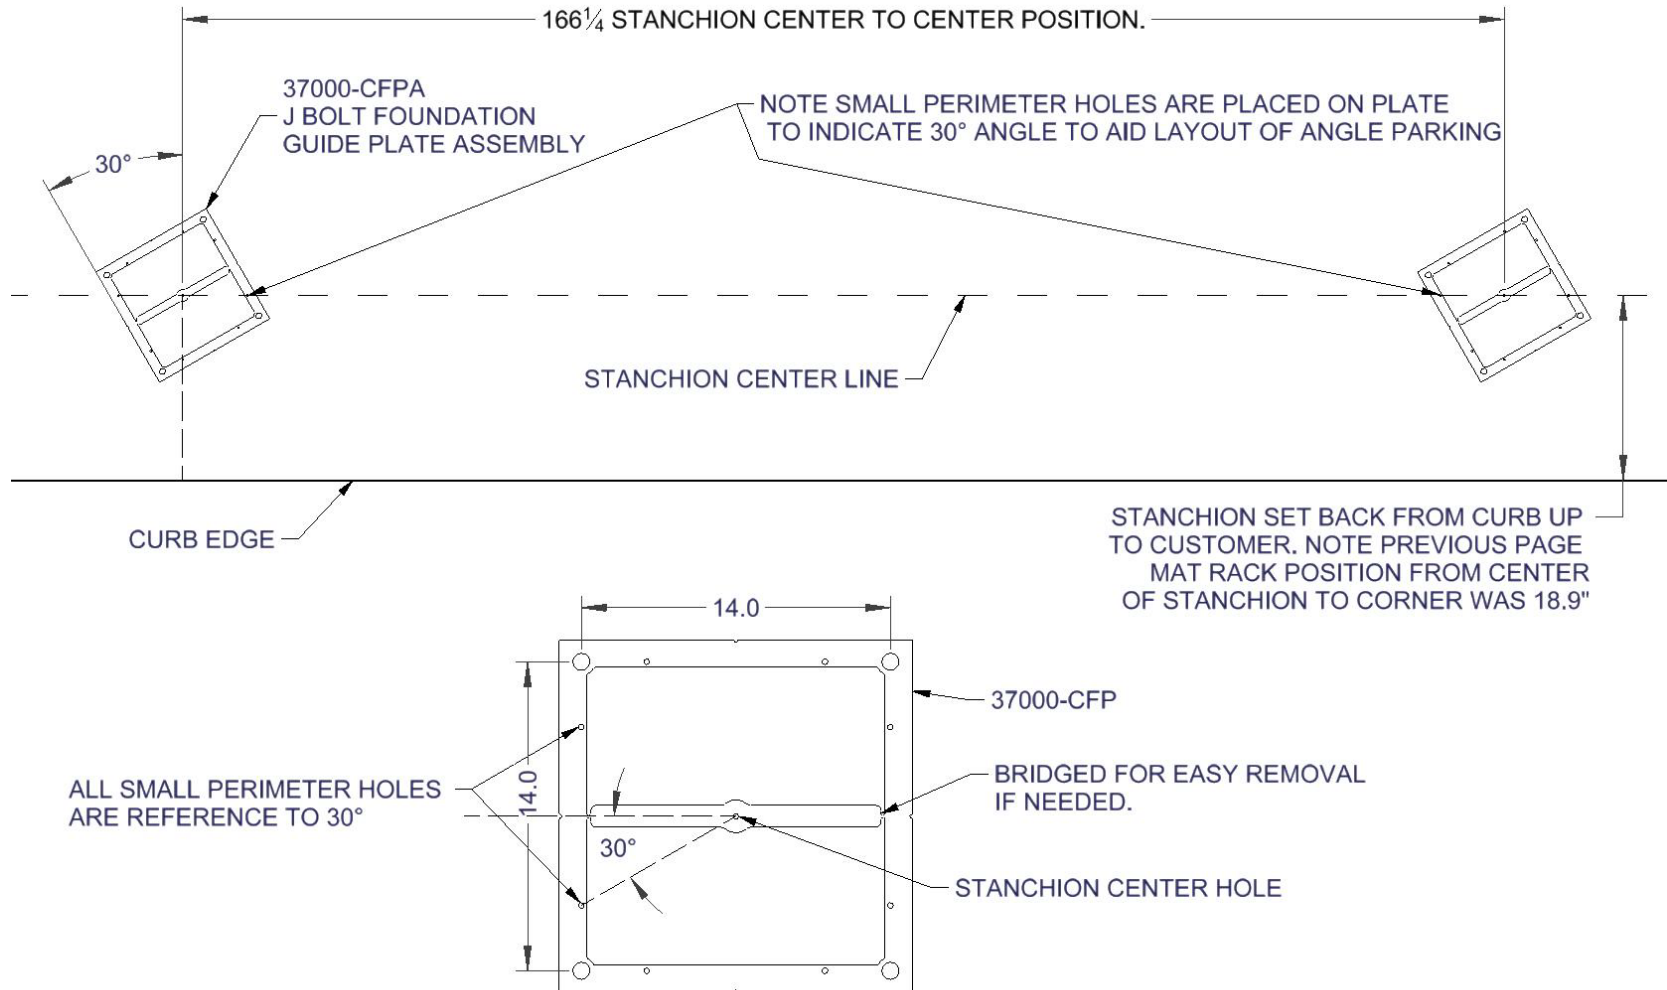 166 1/4 STANCHION CENTER TO CENTER POSITION.
37000-CFPA
J BOLT FOUNDATION
GUIDE PLATE ASSEMBLY
NOTE SMALL PERIMETER HOLES ARE PLACED ON PLATE
TO INDICATE 30° ANGLE TO AID LAYOUT OF ANGLE PARKING
30°
STANCHION CENTER LINE
CURB EDGE
STANCHION SET BACK FROM CURB UP
TO CUSTOMER. NOTE PREVIOUS PAGE
MAT RACK POSITION FROM CENTER
OF STANCHION TO CORNER WAS 18.9"
14.0
37000-CFP
ALL SMALL PERIMETER HOLES
ARE REFERENCE TO 30°
14.0
BRIDGED FOR EASY REMOVAL
IF NEEDED.
30°
STANCHION CENTER HOLE